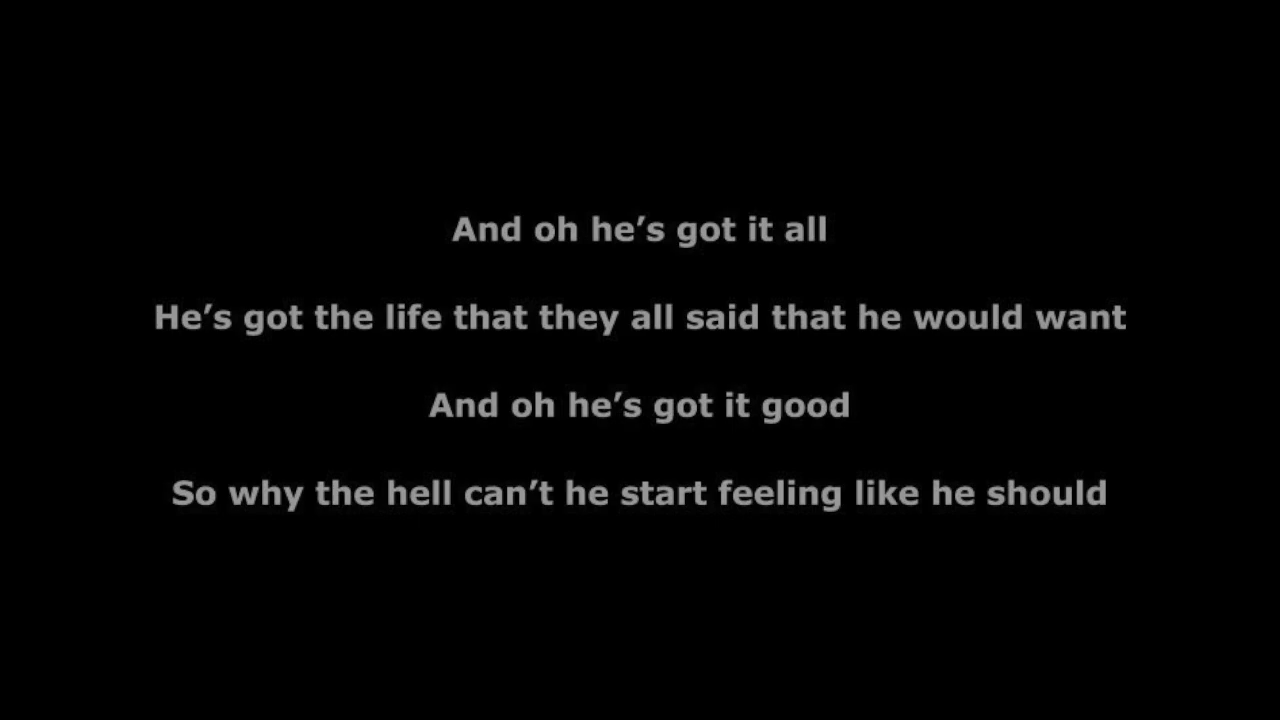 And oh he’s got it all
He’s got the life that they all said that he would want
And oh he’s got it good
So why the hell can’t he start feeling like he should